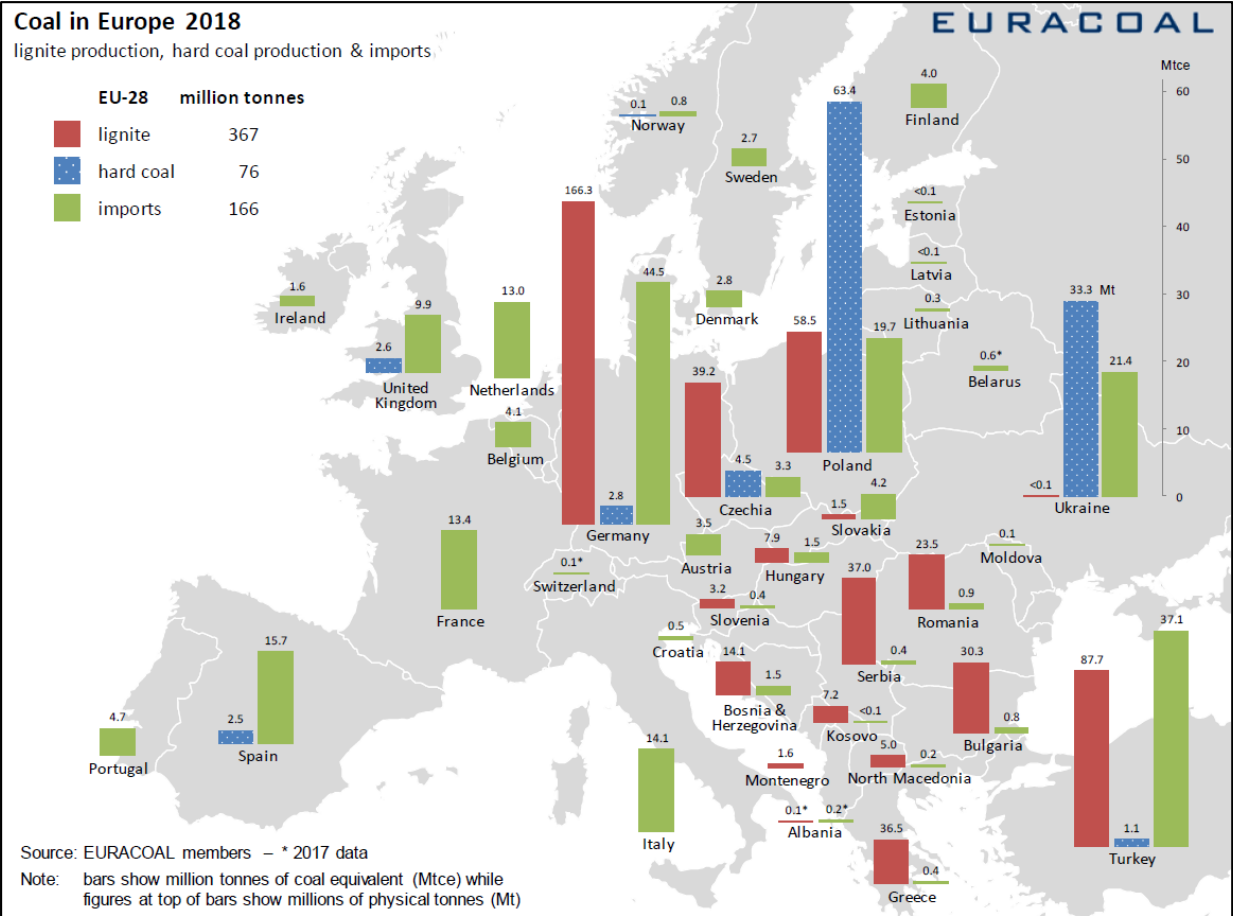 Coal in Europe 2018
lignite production, hard coal production & imports
EURACOAL
EU-28 million tonnes
lignite 367
hard coal 76
imports 166
Mtce
60
50
40
30
20
10
0
0.1 0.8
Norway
2.7
Sweden
4.0
Finland
<0.1
Estonia
<0.1
Latvia
0.3
Lithuania
0.6*
Belarus
1.6
Ireland
2.6 9.9
United
Kingdom
13.0
Netherlands
4.1
Belgium
166.3 2.8 44.5
Germany
2.8
Denmark
58.5 63.4 19.7
Poland
39.2 4.5 3.3
Czechia
1.5 4.2
Slovakia
<0.1 33.3 Mt 21.4
Ukraine
13.4
France
0.1*
Switzerland
3.5
Austria
7.9 1.5
Hungary
0.1
Moldova
3.2 0.4
Slovenia
23.5 0.9
Romania
0.5
Croatia
37.0 0.4
Serbia
14.1 1.5
Bosnia &
Herzegovina
7.2 <0.1
Kosovo
30.3 0.8
Bulgaria
4.7
Portugal
2.5 15.7
Spain
14.1
Italy
1.6
Montenegro
5.0 0.2
North Macedonia
0.1* 0.2*
Albania
36.5 0.4
Greece
87.7 1.1 37.1
Turkey
Source: EURACOAL members – * 2017 data
Note: bars show million tonnes of coal equivalent (Mtce) while
figures at top of bars show millions of physical tonnes (Mt)